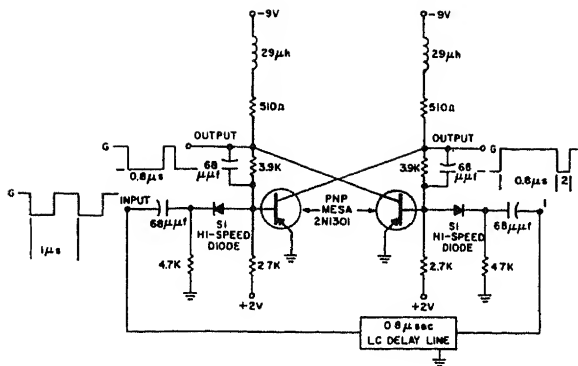 -9V
-9V
29μh
29μh
510Ω
510Ω
G
OUTPUT
OUTPUT
G
0.8μs
68
μμf
3.9K
3.9K
68
μμf
0.8μs
2
G
INPUT
1
1μs
68μμf
S1
HI-SPEED
DIODE
PNP
MESA
2N1301
S1
HI-SPEED
DIODE
68μμf
4.7K
2.7K
2.7K
4.7K
+2V
+2V
0.8μsec
LC DELAY LINE